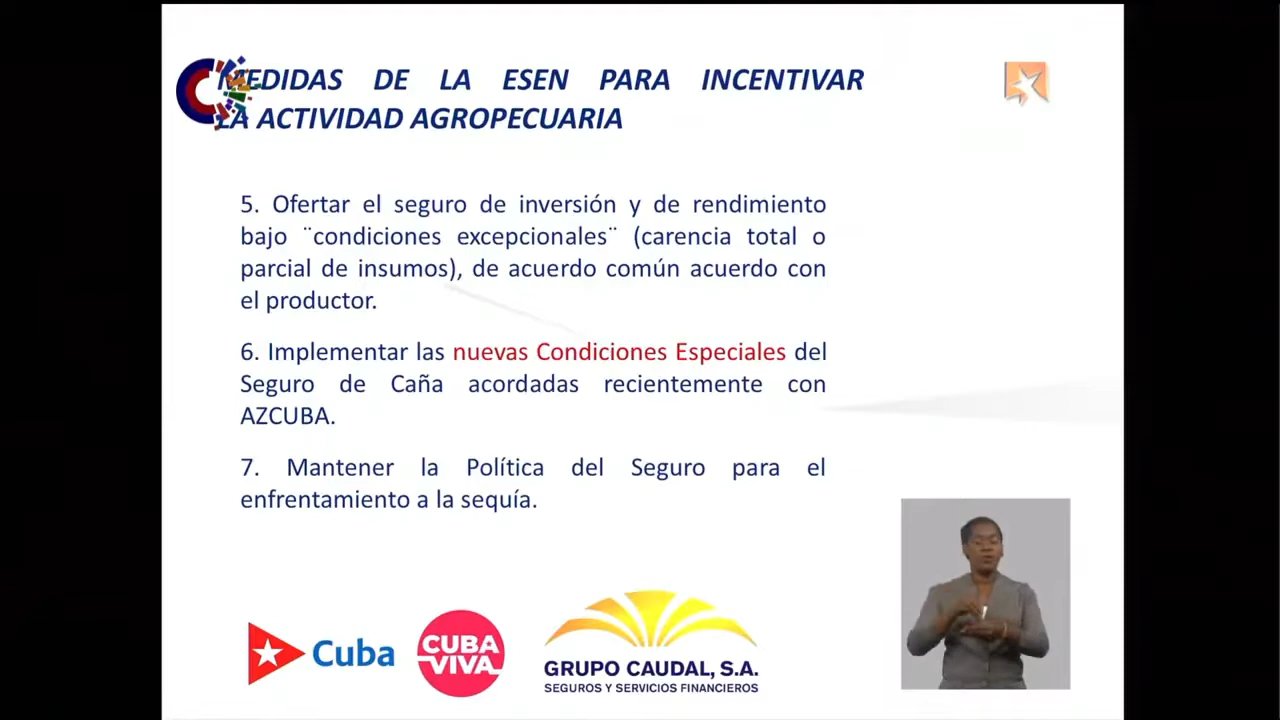 MEDIDAS DE LA ESEN PARA INCENTIVAR
LA ACTIVIDAD AGROPECUARIA
5. Ofertar el seguro de inversión y de rendimiento
bajo ¨condiciones excepcionales¨ (carencia total o
parcial de insumos), de acuerdo común acuerdo con
el productor.
6. Implementar las nuevas Condiciones Especiales del
Seguro de Caña acordadas recientemente con
AZCUBA.
7. Mantener la Política del Seguro para el
enfrentamiento a la sequía.
Cuba
CUBA
VIVA
GRUPO CAUDAL, S.A.
SEGUROS Y SERVICIOS FINANCIEROS